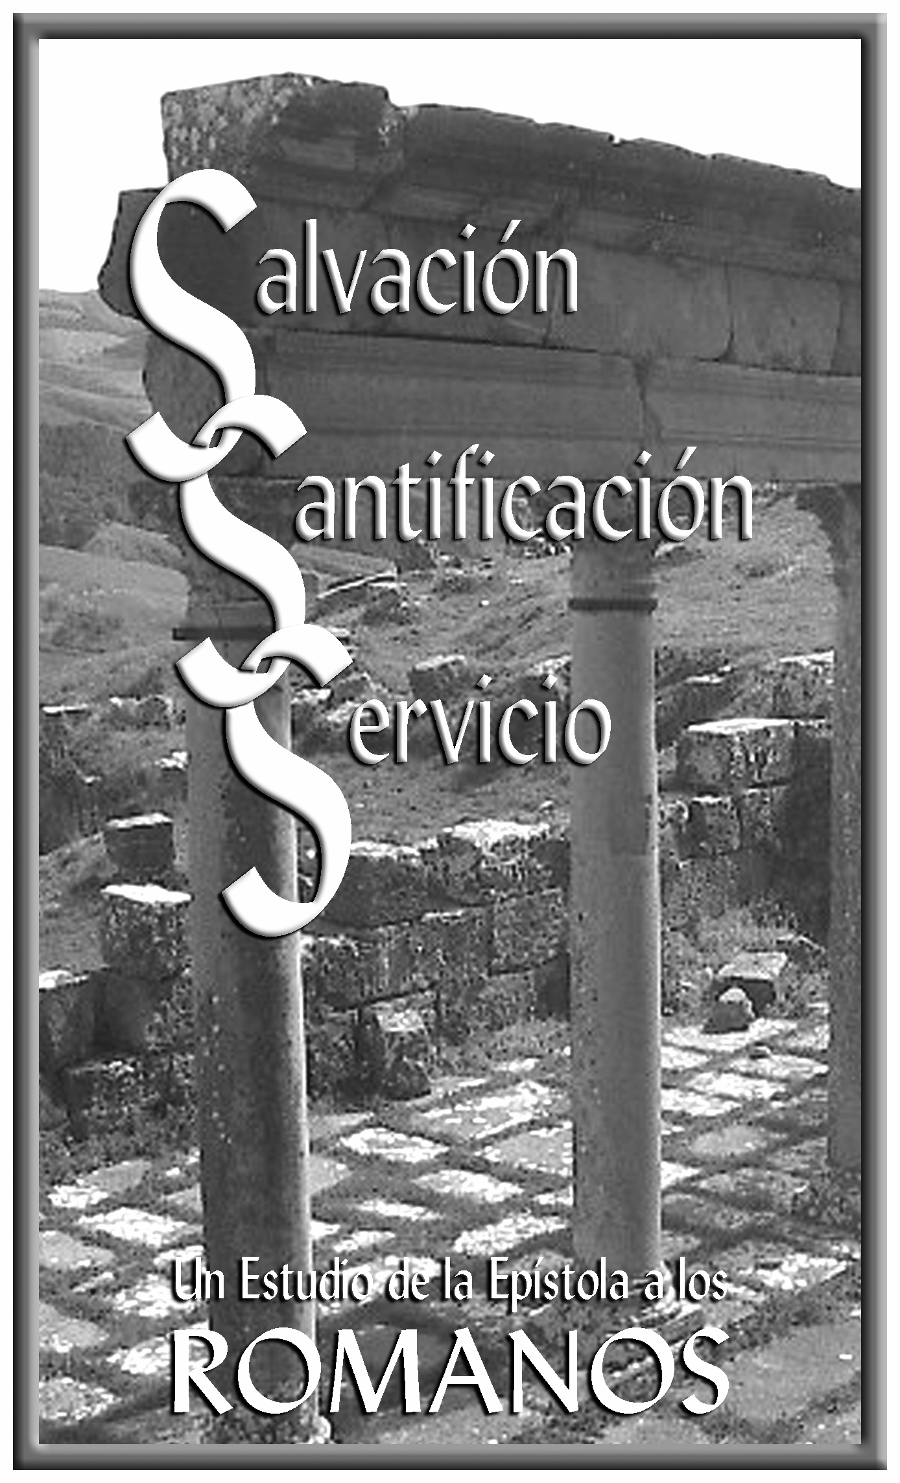 Salvación
Santificación
Servicio
Un Estudio de la Epístola a los
ROMANOS